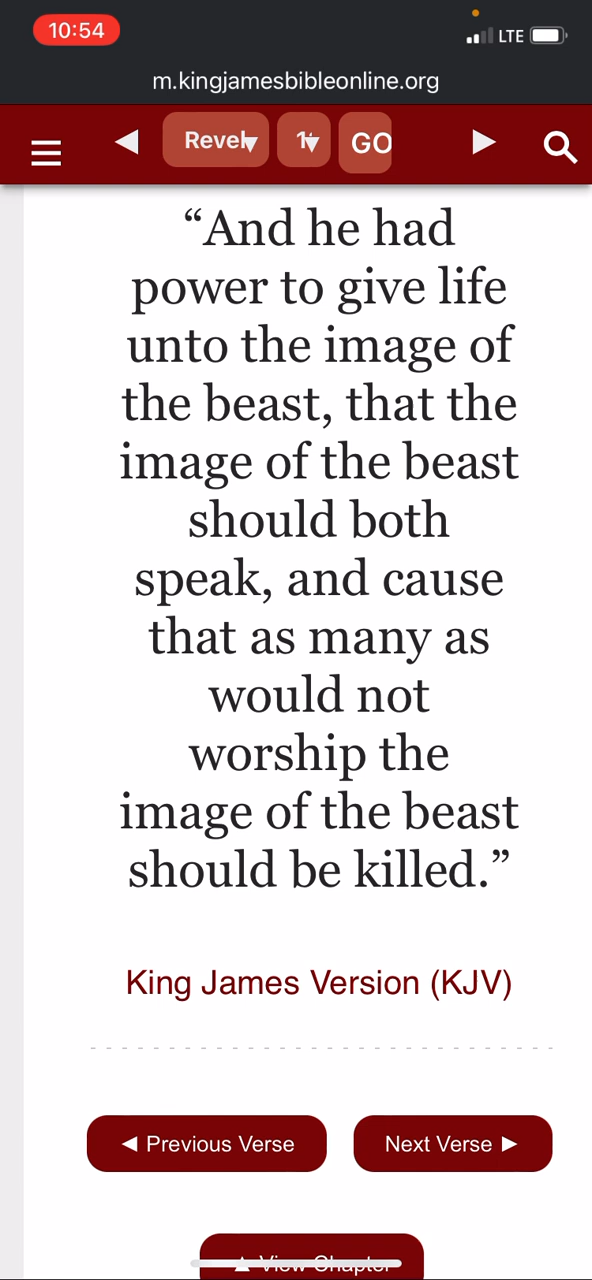 10:54
LTE
m.kingjamesbibleonline.org
Revel
GO
“And he had
power to give life
unto the image of
the beast, that the
image of the beast
should both
speak, and cause
that as many as
would not
worship the
image of the beast
should be killed.”
King James Version (KJV)
◄ Previous Verse
Next Verse ►
▲ View Chapter